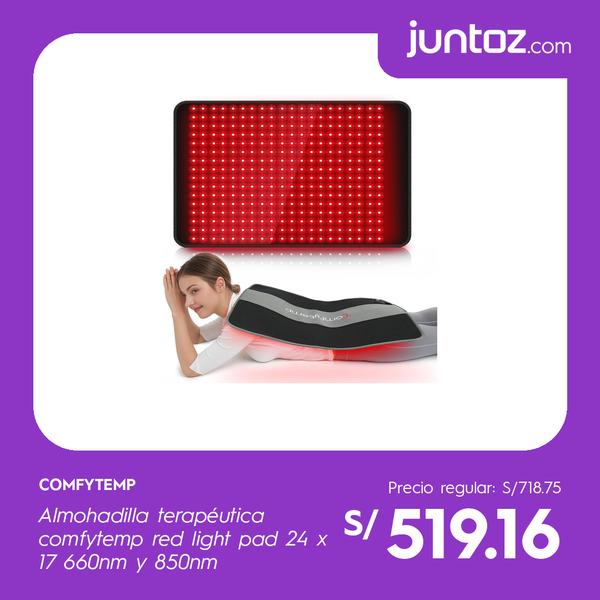 juntoz.com
comfytemp
COMFYTEMP
Almohadilla terapéutica
comfytemp red light pad 24 x
17 660nm y 850nm
Precio regular: S/718.75
S/ 519.16